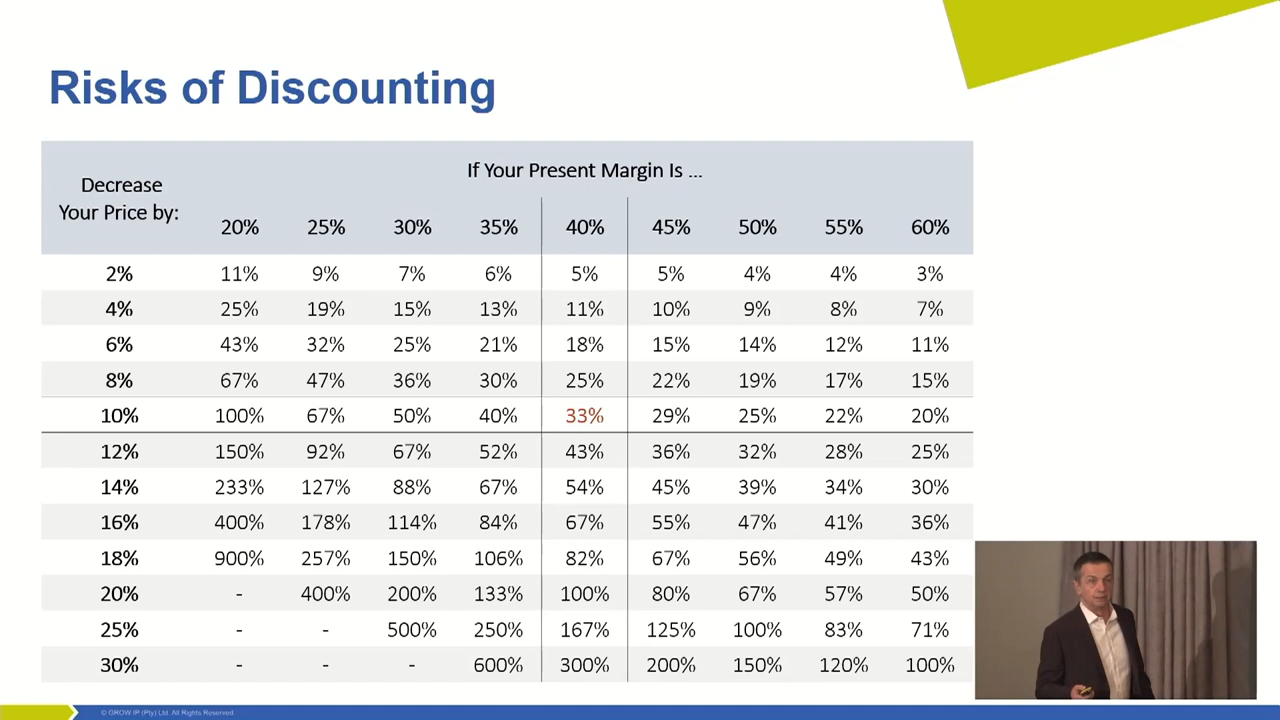 Risks of Discounting
If Your Present Margin Is ...
Decrease
Your Price by:
20% 25% 30% 35% 40% 45% 50% 55% 60%
2% 11% 9% 7% 6% 5% 5% 4% 4% 3%
4% 25% 19% 15% 13% 11% 10% 9% 8% 7%
6% 43% 32% 25% 21% 18% 15% 14% 12% 11%
8% 67% 47% 36% 30% 25% 22% 19% 17% 15%
10% 100% 67% 50% 40% 33% 29% 25% 22% 20%
12% 150% 92% 67% 52% 43% 36% 32% 28% 25%
14% 233% 127% 88% 67% 54% 45% 39% 34% 30%
16% 400% 178% 114% 84% 67% 55% 47% 41% 36%
18% 900% 257% 150% 106% 82% 67% 56% 49% 43%
20% - 400% 200% 133% 100% 80% 67% 57% 50%
25% - - 500% 250% 167% 125% 100% 83% 71%
30% - - - 600% 300% 200% 150% 120% 100%
© GROW IP (Pty) Ltd. All Rights Reserved.